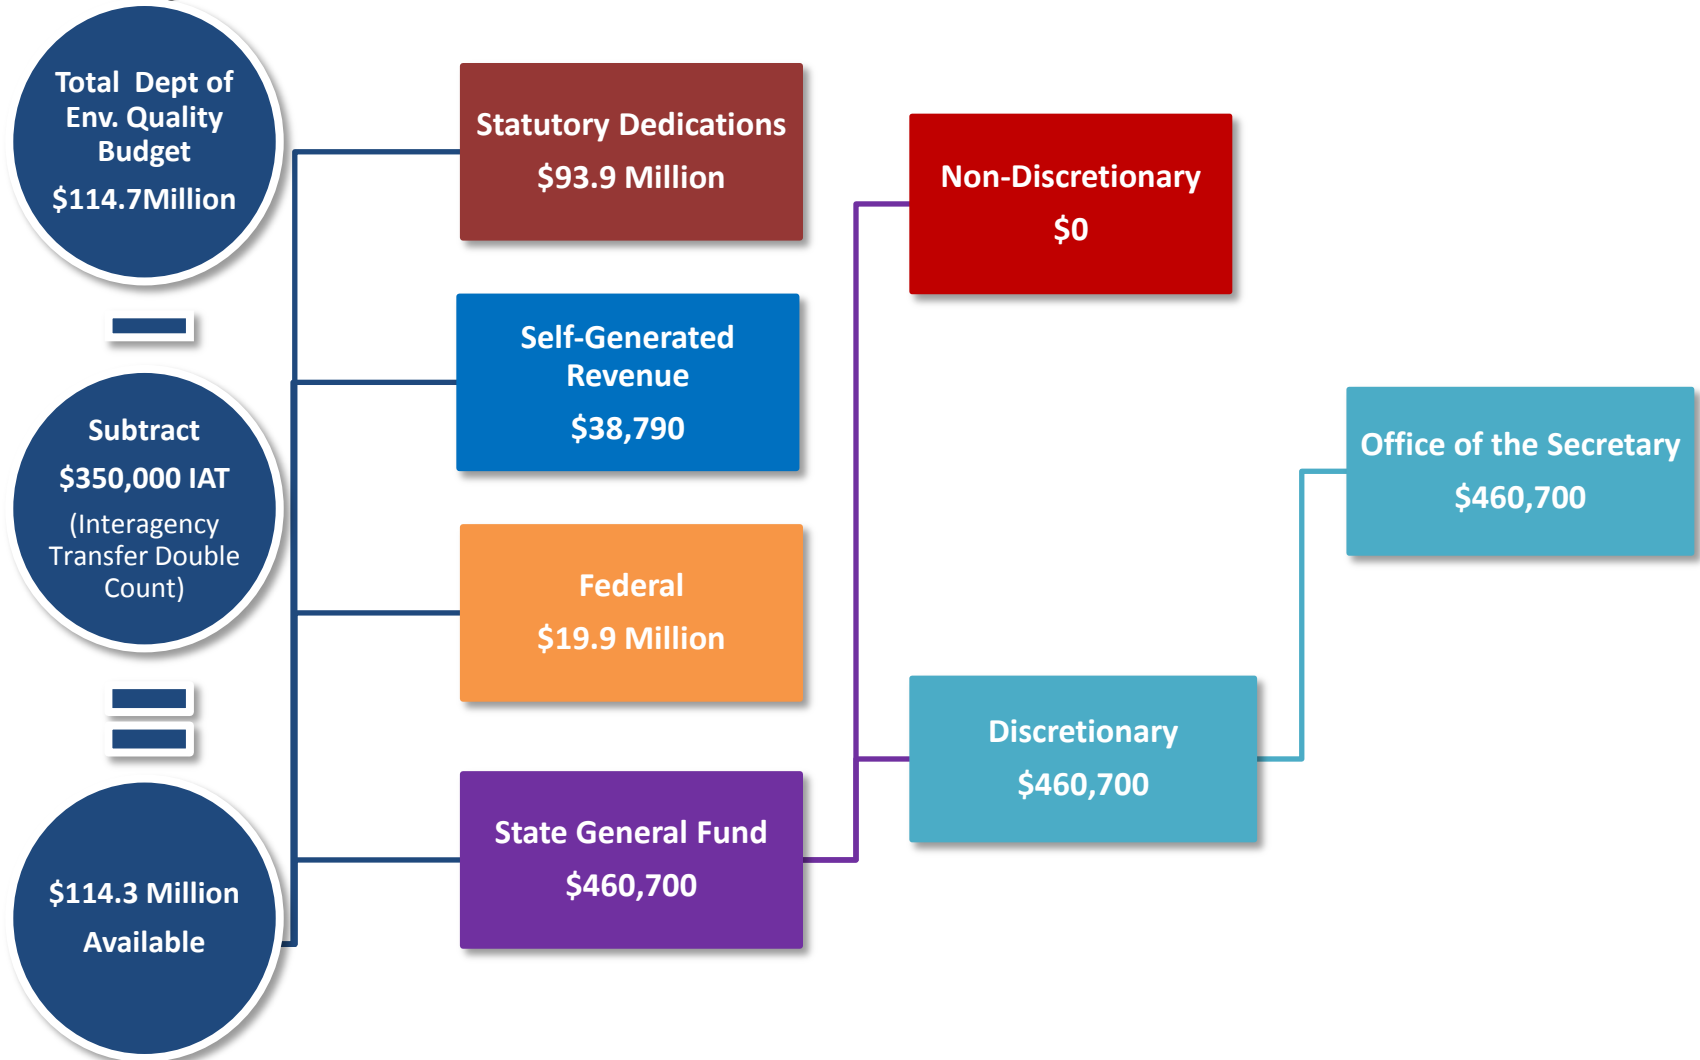 Total Dept of
Env. Quality
Budget
$114.7Million
Subtract
$350,000 IAT
(Interagency
Transfer Double
Count)
$114.3 Million
Available
Statutory Dedications
$93.9 Million
Self-Generated
Revenue
$38,790
Federal
$19.9 Million
State General Fund
$460,700
Non-Discretionary
$0
Discretionary
$460,700
Office of the Secretary
$460,700